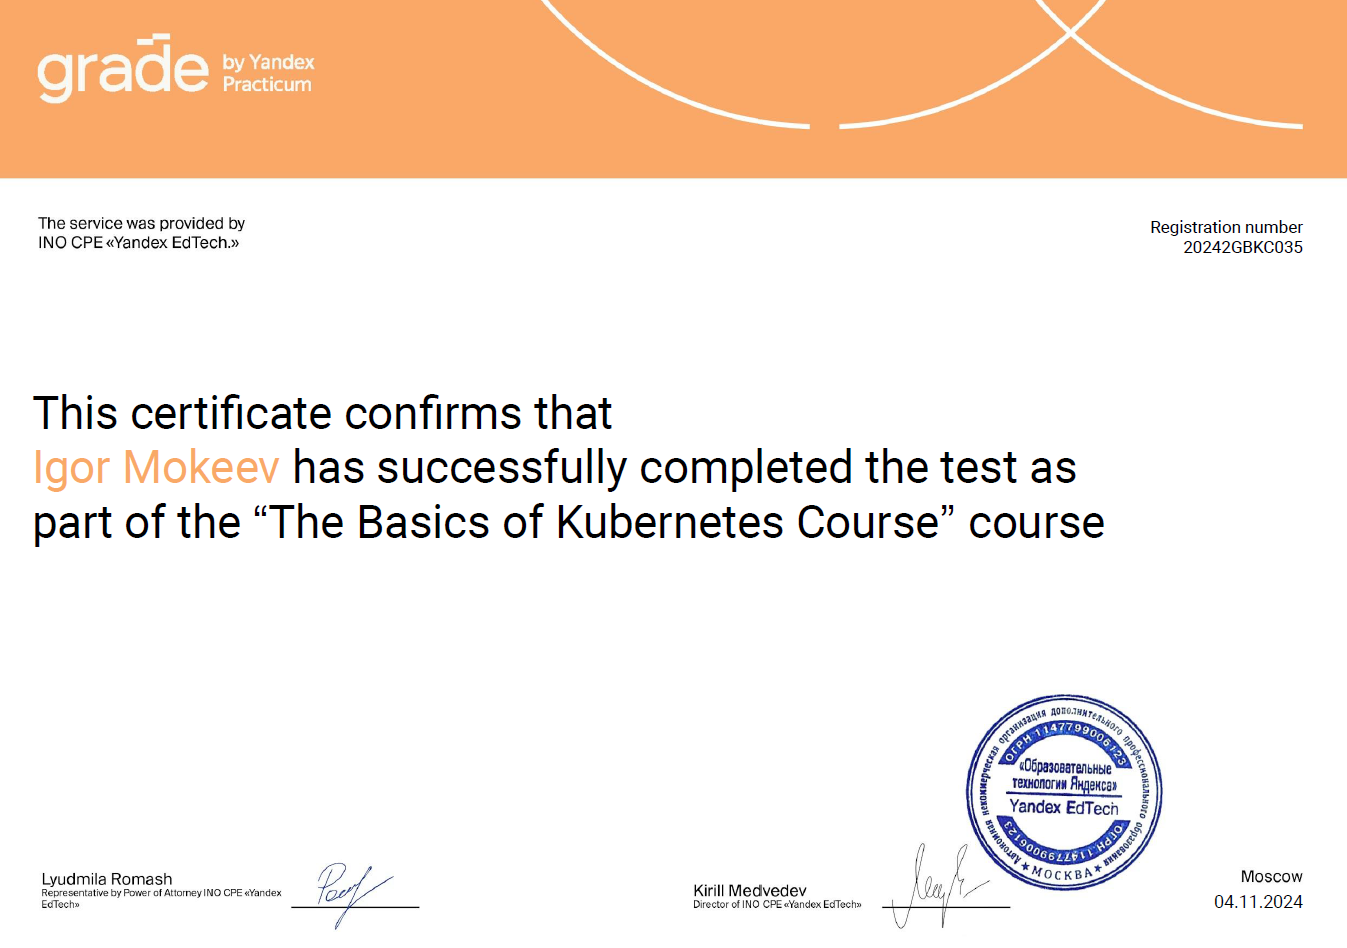 grade by Yandex
Practicum
The service was provided by
INO CPE «Yandex EdTech.»
Registration number
20242GBKC035
This certificate confirms that
Igor Mokeev has successfully completed the test as
part of the “The Basics of Kubernetes Course” course
Автономная некоммерческая организация дополнительного профессионального образования
ОГРН 1147799006123
«Образовательные
технологии Яндекса»
Yandex EdTech
ОГРН 1147799006123
★ МОСКВА ★
Lyudmila Romash
Representative by Power of Attorney INO CPE «Yandex
EdTech»
Kirill Medvedev
Director of INO CPE «Yandex EdTech»
Moscow
04.11.2024